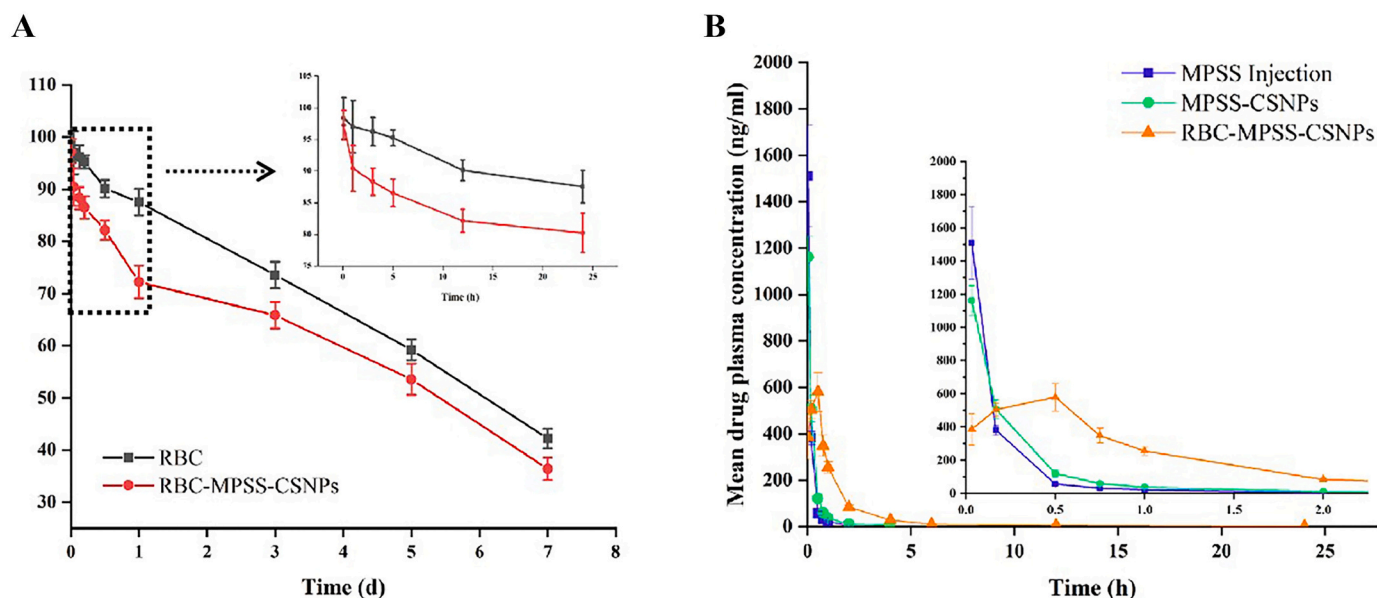 A
110
100
90
80
70
60
50
40
30
0 1 2 3 4 5 6 7 8
Time (d)
RBC
RBC-MPSS-CSNPs
105
100
95
90
85
80
75
0 5 10 15 20 25
Time (h)
B
Mean drug plasma concentration (ng/ml)
2000
1800
1600
1400
1200
1000
800
600
400
200
0
0 5 10 15 20 25
Time (h)
MPSS Injection
MPSS-CSNPs
RBC-MPSS-CSNPs
2000
1800
1600
1400
1200
1000
800
600
400
200
0
0.0 0.5 1.0 1.5 2.0